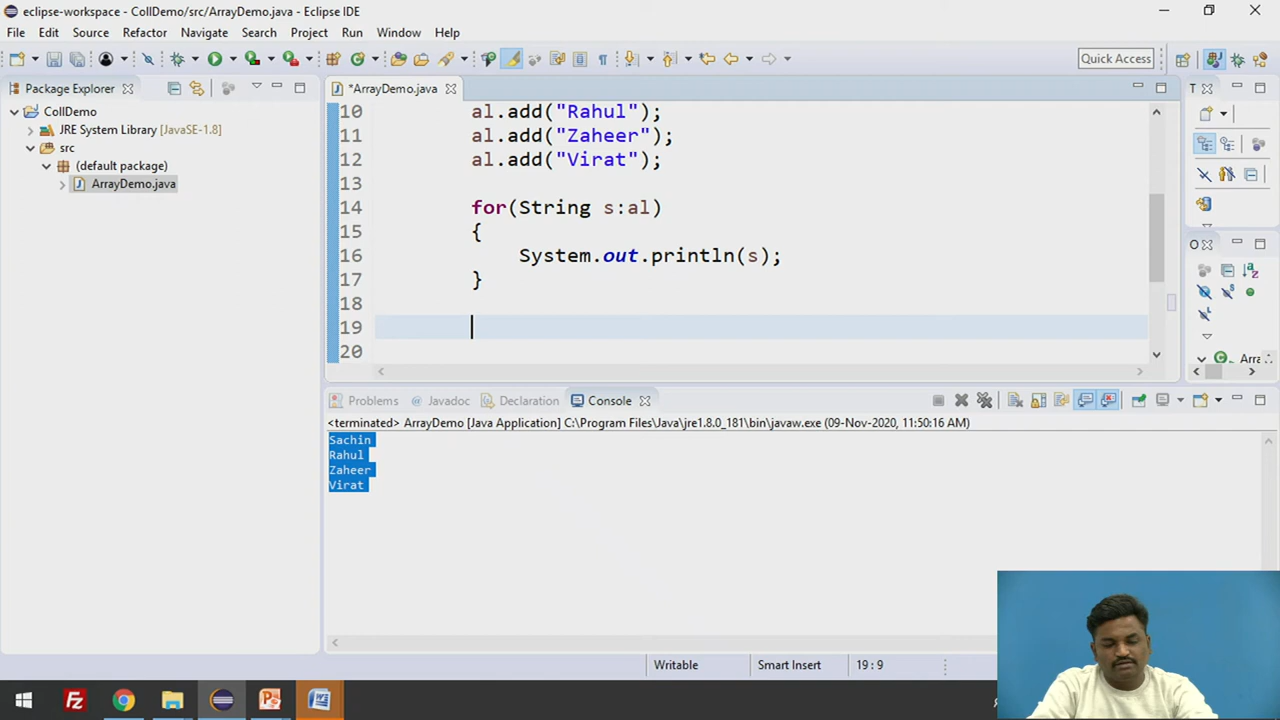 eclipse-workspace - CollDemo/src/ArrayDemo.java - Eclipse IDE
File Edit Source Refactor Navigate Search Project Run Window Help
Quick Access
Package Explorer
CollDemo
JRE System Library [JavaSE-1.8]
src
(default package)
ArrayDemo.java
*ArrayDemo.java
10 al.add("Rahul");
11 al.add("Zaheer");
12 al.add("Virat");
13
14 for(String s:al)
15 {
16 System.out.println(s);
17 }
18
19
20
T
O
Arra
Problems @ Javadoc Declaration Console
<terminated> ArrayDemo [Java Application] C:\Program Files\Java\jre1.8.0_181\bin\javaw.exe (09-Nov-2020, 11:50:16 AM)
Sachin
Rahul
Zaheer
Virat
Writable Smart Insert 19 : 9